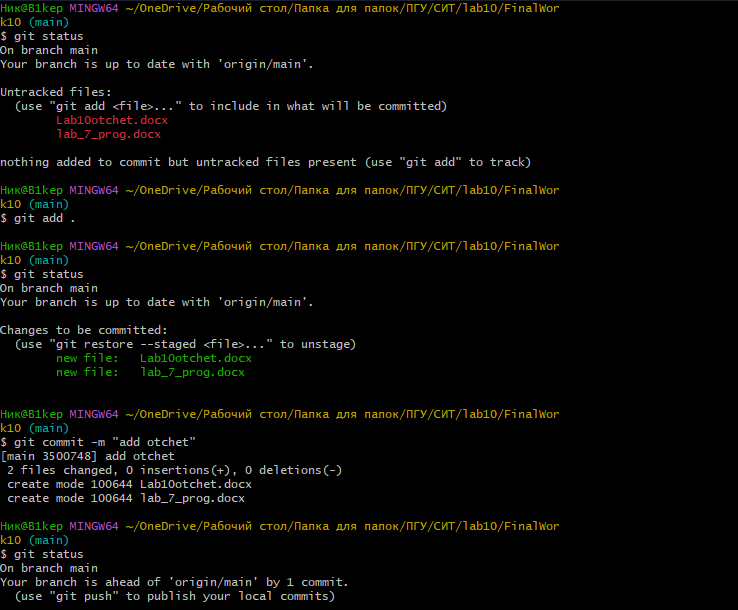 Ник@B1kep MINGW64 ~/OneDrive/Рабочий стол/Папка для папок/ПГУ/СИТ/lab10/FinalWor
k10 (main)
$ git status
On branch main
Your branch is up to date with 'origin/main'.
Untracked files:
  (use "git add <file>..." to include in what will be committed)
        Lab10otchet.docx
        lab_7_prog.docx
nothing added to commit but untracked files present (use "git add" to track)
Ник@B1kep MINGW64 ~/OneDrive/Рабочий стол/Папка для папок/ПГУ/СИТ/lab10/FinalWor
k10 (main)
$ git add .
Ник@B1kep MINGW64 ~/OneDrive/Рабочий стол/Папка для папок/ПГУ/СИТ/lab10/FinalWor
k10 (main)
$ git status
On branch main
Your branch is up to date with 'origin/main'.
Changes to be committed:
  (use "git restore --staged <file>..." to unstage)
        new file:   Lab10otchet.docx
        new file:   lab_7_prog.docx
Ник@B1kep MINGW64 ~/OneDrive/Рабочий стол/Папка для папок/ПГУ/СИТ/lab10/FinalWor
k10 (main)
$ git commit -m "add otchet"
[main 3500748] add otchet
 2 files changed, 0 insertions(+), 0 deletions(-)
 create mode 100644 Lab10otchet.docx
 create mode 100644 lab_7_prog.docx
Ник@B1kep MINGW64 ~/OneDrive/Рабочий стол/Папка для папок/ПГУ/СИТ/lab10/FinalWor
k10 (main)
$ git status
On branch main
Your branch is ahead of 'origin/main' by 1 commit.
  (use "git push" to publish your local commits)